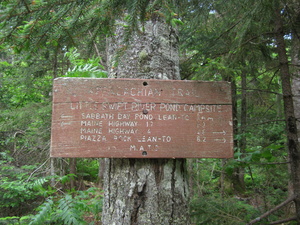 APPALACHIAN TRAIL
LITTLE SWIFT RIVER POND CAMPSITE
SABBATH DAY POND LEAN-TO
MAINE HIGHWAY 17
MAINE HIGHWAY 4
PIAZZA ROCK LEAN-TO
M.A.T.C.